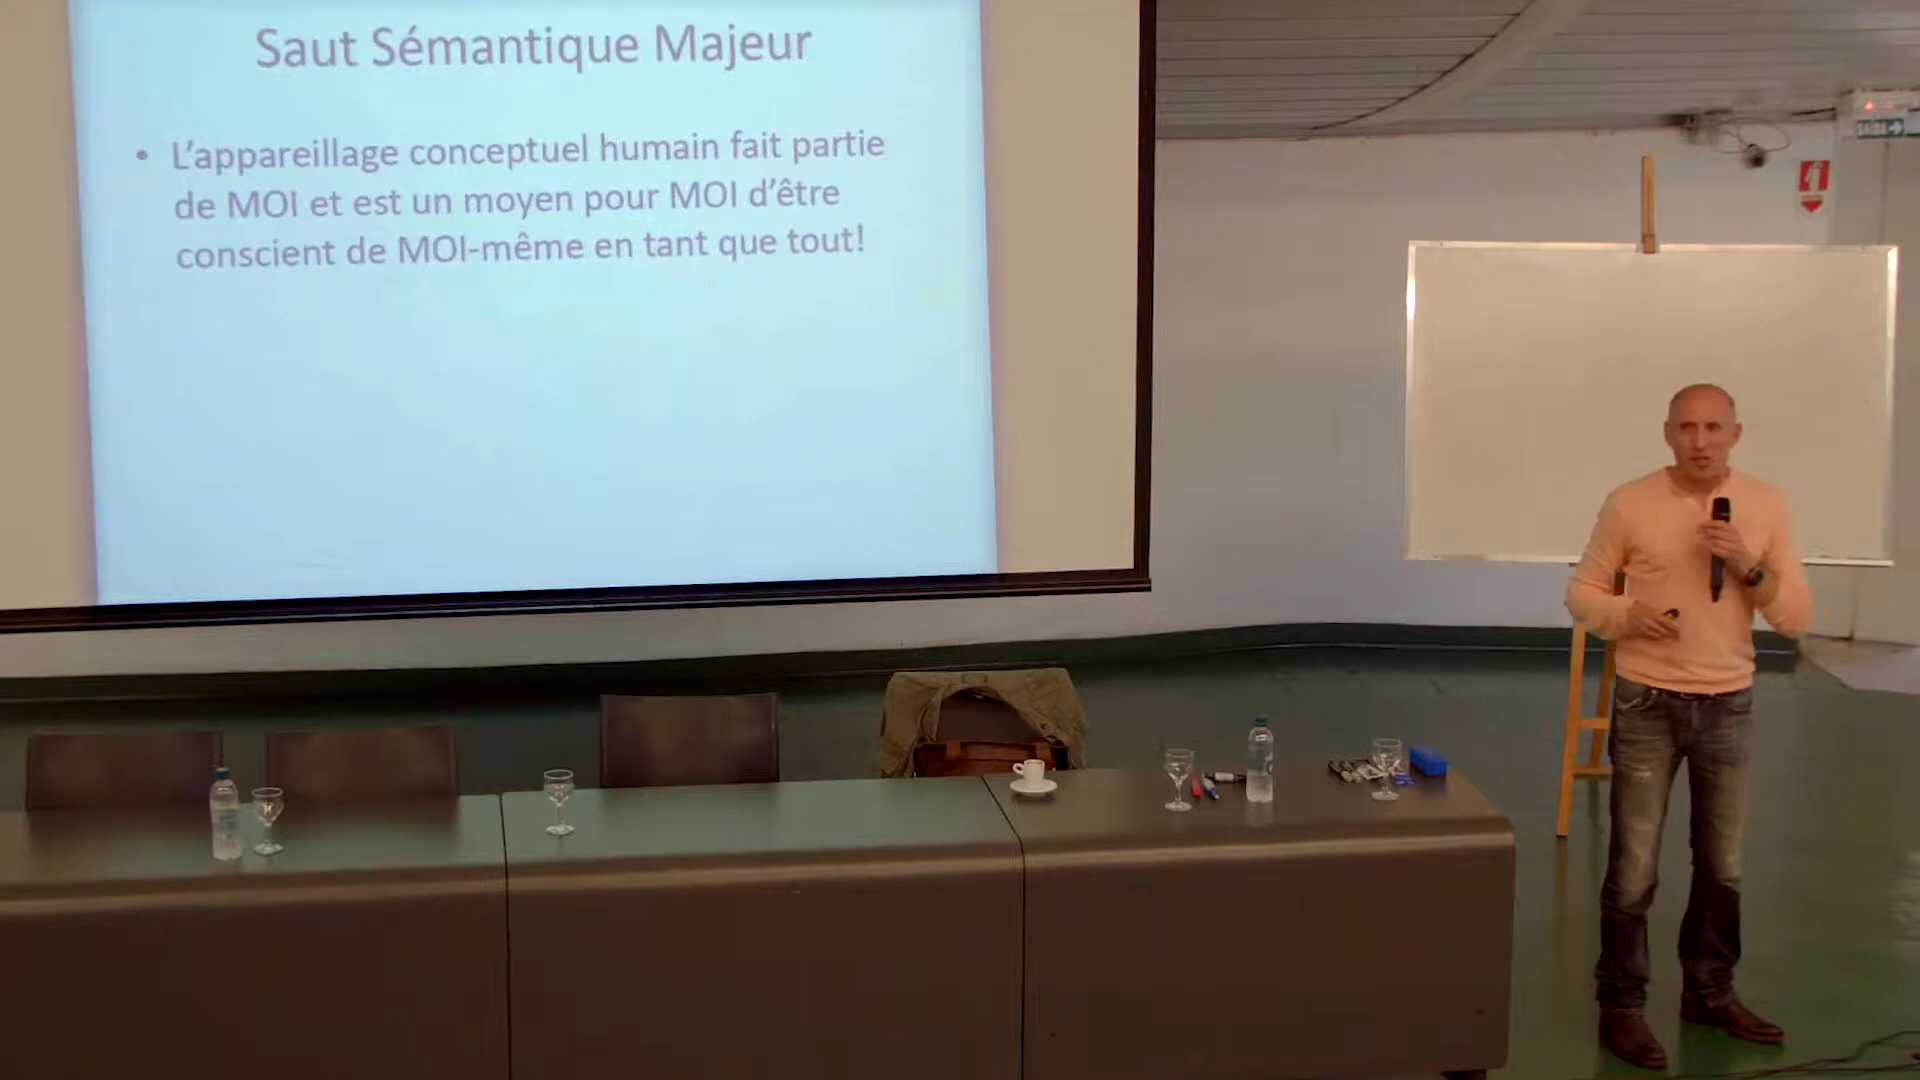 Saut Sémantique Majeur
• L’appareillage conceptuel humain fait partie
de MOI et est un moyen pour MOI d’être
conscient de MOI-même en tant que tout!
SAÍDA